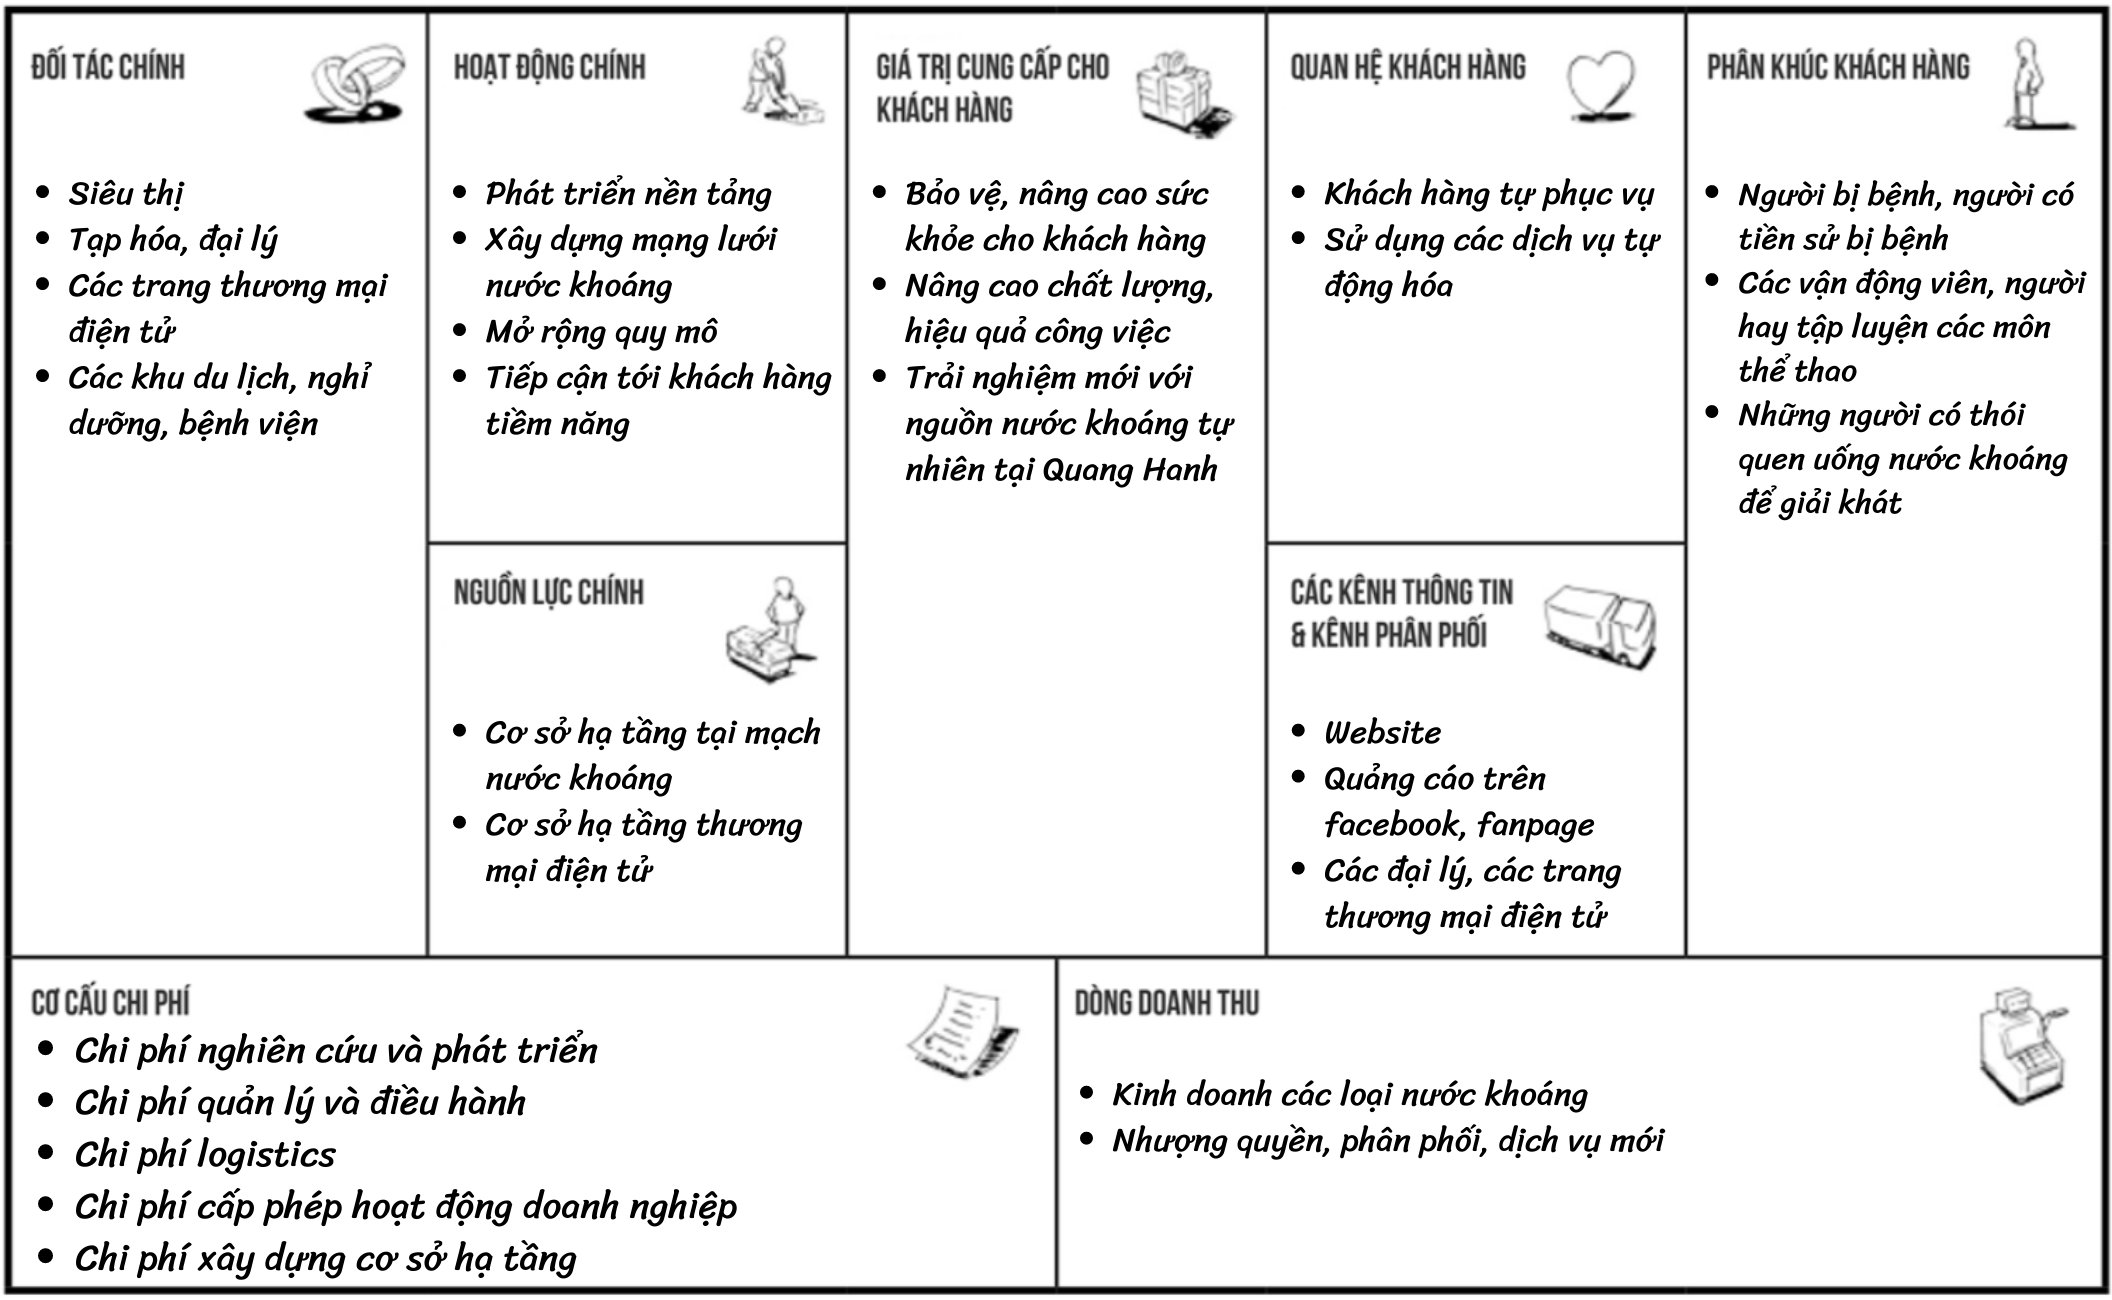 ĐỐI TÁC CHÍNH
Siêu thị
Tạp hóa, đại lý
Các trang thương mại
điện tử
Các khu du lịch, nghỉ
dưỡng, bệnh viện
HOẠT ĐỘNG CHÍNH
Phát triển nền tảng
Xây dựng mạng lưới
nước khoáng
Mở rộng quy mô
Tiếp cận tới khách hàng
tiềm năng
NGUỒN LỰC CHÍNH
Cơ sở hạ tầng tại mạch
nước khoáng
Cơ sở hạ tầng thương
mại điện tử
GIÁ TRỊ CUNG CẤP CHO
KHÁCH HÀNG
Bảo vệ, nâng cao sức
khỏe cho khách hàng
Nâng cao chất lượng,
hiệu quả công việc
Trải nghiệm mới với
nguồn nước khoáng tự
nhiên tại Quang Hanh
QUAN HỆ KHÁCH HÀNG
Khách hàng tự phục vụ
Sử dụng các dịch vụ tự
động hóa
CÁC KÊNH THÔNG TIN
& KÊNH PHÂN PHỐI
Website
Quảng cáo trên
facebook, fanpage
Các đại lý, các trang
thương mại điện tử
PHÂN KHÚC KHÁCH HÀNG
Người bị bệnh, người có
tiền sử bị bệnh
Các vận động viên, người
hay tập luyện các môn
thể thao
Những người có thói
quen uống nước khoáng
để giải khát
CƠ CẤU CHI PHÍ
Chi phí nghiên cứu và phát triển
Chi phí quản lý và điều hành
Chi phí logistics
Chi phí cấp phép hoạt động doanh nghiệp
Chi phí xây dựng cơ sở hạ tầng
DÒNG DOANH THU
Kinh doanh các loại nước khoáng
Nhượng quyền, phân phối, dịch vụ mới